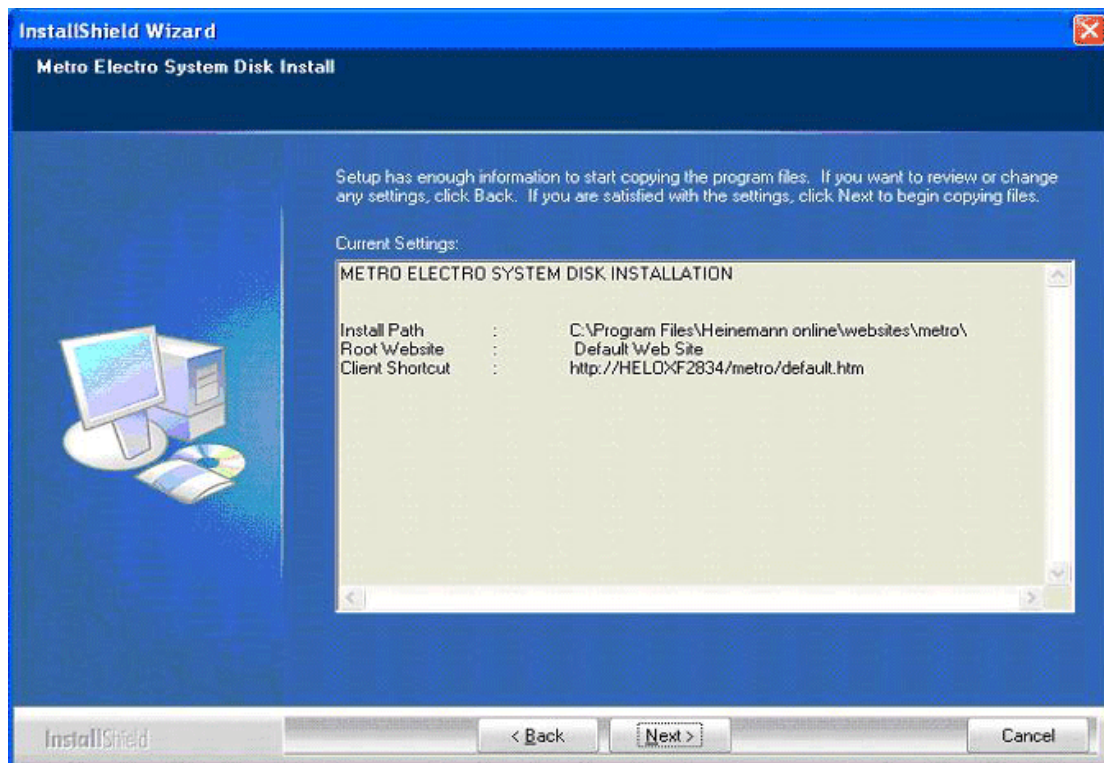 InstallShield Wizard
Metro Electro System Disk Install
Setup has enough information to start copying the program files. If you want to review or change
any settings, click Back. If you are satisfied with the settings, click Next to begin copying files.
Current Settings:
METRO ELECTRO SYSTEM DISK INSTALLATION
Install Path : C:\Program Files\Heinemann online\websites\metro\
Root Website : Default Web Site
Client Shortcut : http://HELOXF2834/metro/default.htm
InstallShield
< Back
Next >
Cancel